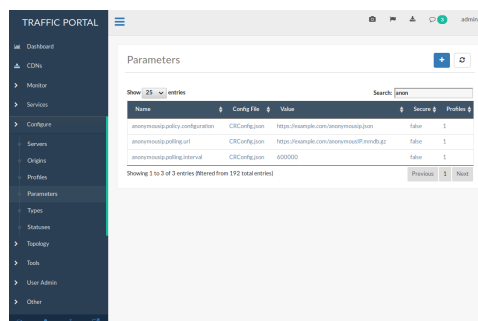 TRAFFIC PORTAL
3
admin
Dashboard
CDNs
Monitor
Services
Configure
Servers
Origins
Profiles
Parameters
Types
Statuses
Topology
Tools
User Admin
Other
Parameters
Show 25 entries
Search: anon
Name Config File Value Secure Profiles
anonymousip.policy.configuration CRConfig.json https://example.com/anonymousip.json false 1
anonymousip.polling.url CRConfig.json https://example.com/anonymousIP.mmdb.gz false 1
anonymousip.polling.interval CRConfig.json 600000 false 1
Showing 1 to 3 of 3 entries (filtered from 192 total entries)
Previous 1 Next